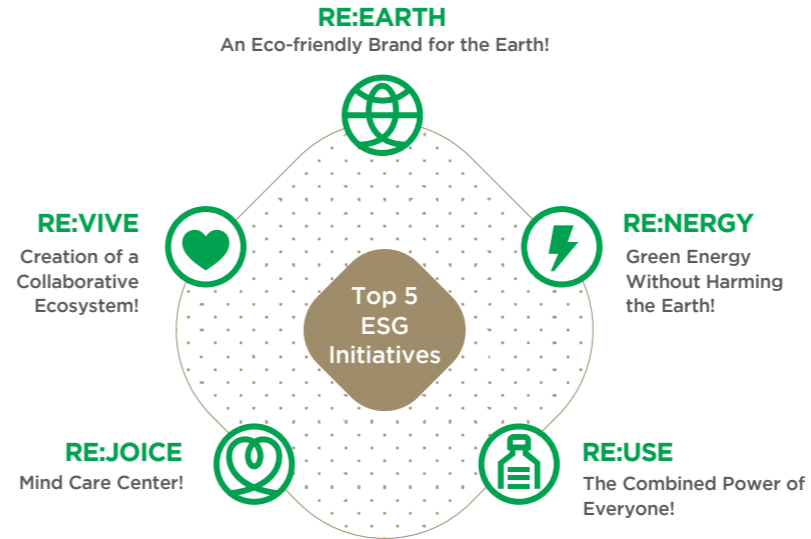 RE:EARTH
An Eco-friendly Brand for the Earth!
RE:VIVE
Creation of a
Collaborative
Ecosystem!
RE:NERGY
Green Energy
Without Harming
the Earth!
Top 5
ESG
Initiatives
RE:JOICE
Mind Care Center!
RE:USE
The Combined Power of
Everyone!